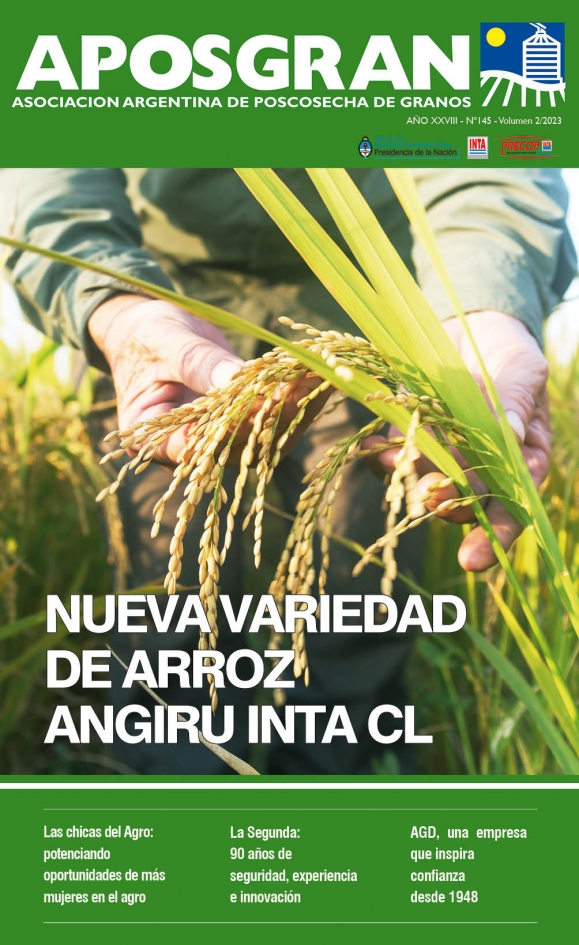 APOSGRAN
ASOCIACION ARGENTINA DE POSCOSECHA DE GRANOS
AÑO XXVIII - Nº145 - Volumen 2/2023
Presidencia de la Nación
INTA
PRECOP
NUEVA VARIEDAD
DE ARROZ
ANGIRU INTA CL
Las chicas del Agro:
potenciando
oportunidades de más
mujeres en el agro
La Segunda:
90 años de
seguridad, experiencia
e innovación
AGD, una empresa
que inspira
confianza
desde 1948